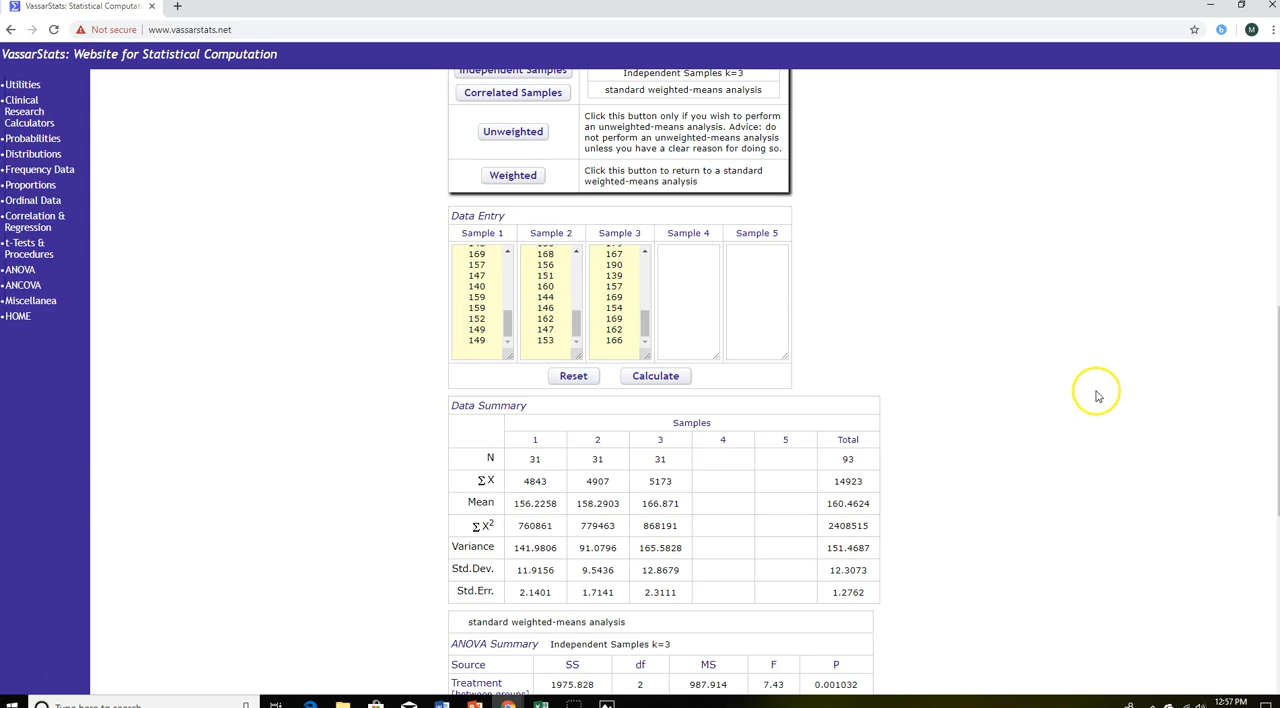 VassarStats: Statistical Computat
Not secure
www.vassarstats.net
M
VassarStats: Website for Statistical Computation
•Utilities
•Clinical
Research
Calculators
•Probabilities
•Distributions
•Frequency Data
•Proportions
•Ordinal Data
•Correlation &
Regression
•t-Tests &
Procedures
•ANOVA
•ANCOVA
•Miscellanea
•HOME
Independent Samples
Independent Samples k=3
Correlated Samples
standard weighted-means analysis
Unweighted
Click this button only if you wish to perform
an unweighted-means analysis. Advice: do
not perform an unweighted-means analysis
unless you have a clear reason for doing so.
Weighted
Click this button to return to a standard
weighted-means analysis
Data Entry
Sample 1 Sample 2 Sample 3 Sample 4 Sample 5
169 168 167
157 156 190
147 151 139
140 160 157
159 144 169
159 146 154
152 162 169
149 147 162
149 153 166
Reset Calculate
Data Summary
Samples
1 2 3 4 5 Total
N 31 31 31 93
ΣX 4843 4907 5173 14923
Mean 156.2258 158.2903 166.871 160.4624
ΣX² 760861 779463 868191 2408515
Variance 141.9806 91.0796 165.5828 151.4687
Std.Dev. 11.9156 9.5436 12.8679 12.3073
Std.Err. 2.1401 1.7141 2.3111 1.2762
standard weighted-means analysis
ANOVA Summary Independent Samples k=3
Source SS df MS F P
Treatment 1975.828 2 987.914 7.43 0.001032
[between groups]
Type here to search
12:57 PM